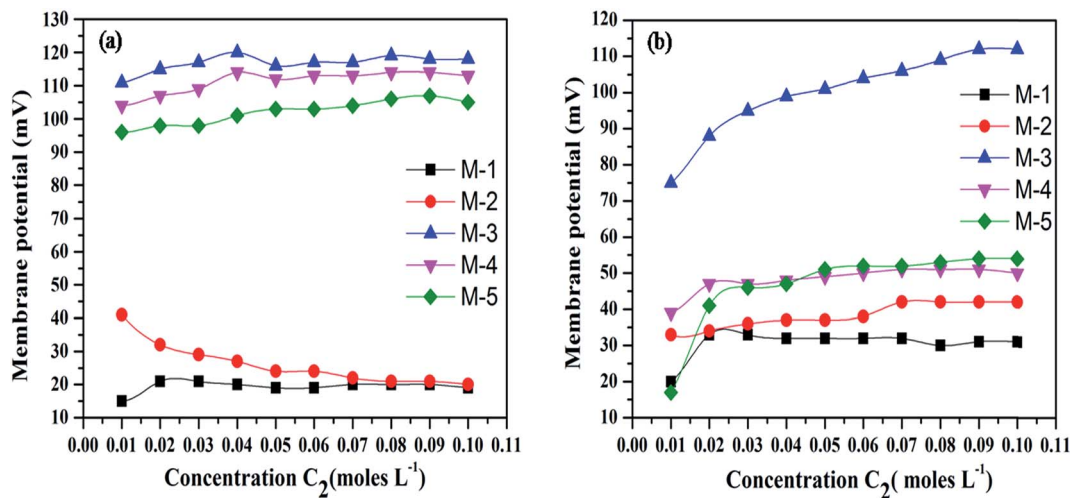 (a)
Membrane potential (mV)
130
120
110
100
90
80
70
60
50
40
30
20
10
M-1
M-2
M-3
M-4
M-5
0.00 0.01 0.02 0.03 0.04 0.05 0.06 0.07 0.08 0.09 0.10 0.11
Concentration C2(moles L-1)
(b)
Membrane potential (mV)
120
110
100
90
80
70
60
50
40
30
20
10
M-1
M-2
M-3
M-4
M-5
0.00 0.01 0.02 0.03 0.04 0.05 0.06 0.07 0.08 0.09 0.10 0.11
Concentration C2( moles L-1)